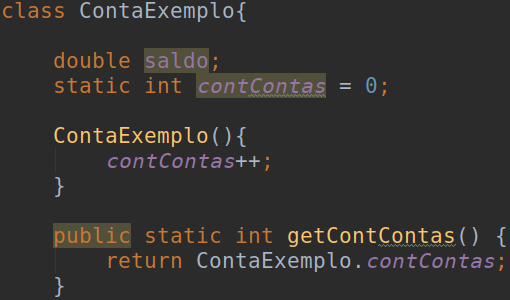 class ContaExemplo{
double saldo;
static int contContas = 0;
ContaExemplo(){
contContas++;
}
public static int getContContas() {
return ContaExemplo.contContas;
}